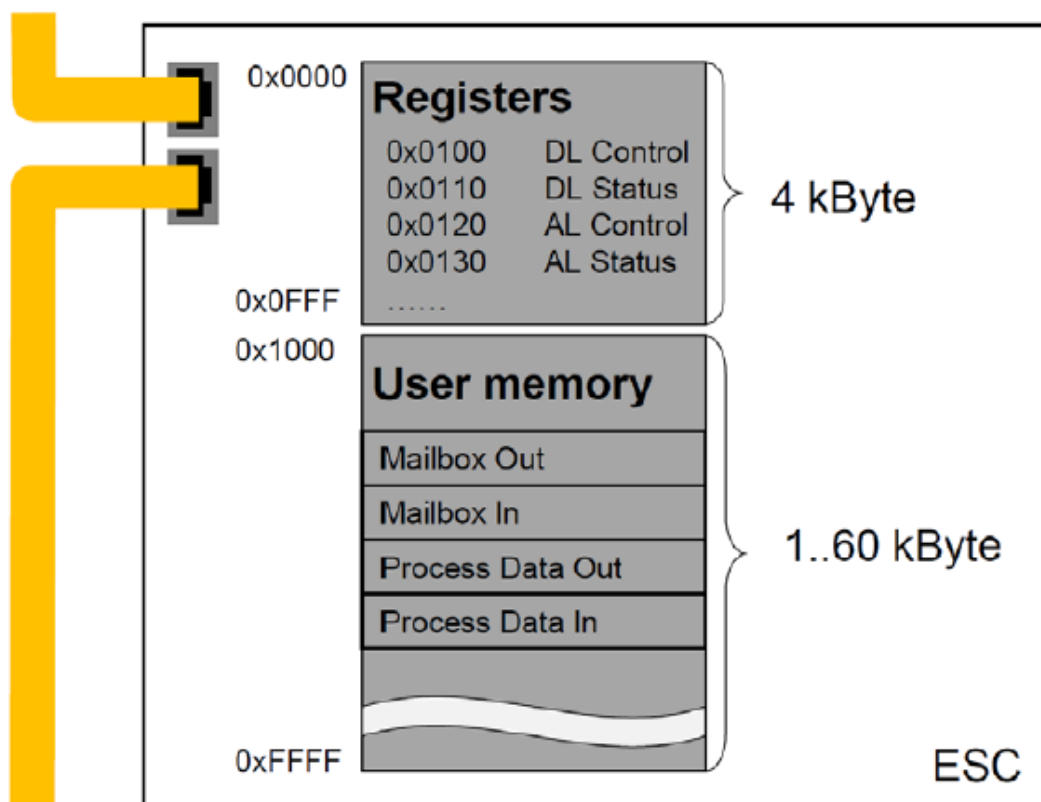 0x0000
Registers
0x0100 DL Control
0x0110 DL Status
0x0120 AL Control
0x0130 AL Status
0x0FFF ......
4 kByte
0x1000
User memory
Mailbox Out
Mailbox In
Process Data Out
Process Data In
1..60 kByte
0xFFFF
ESC